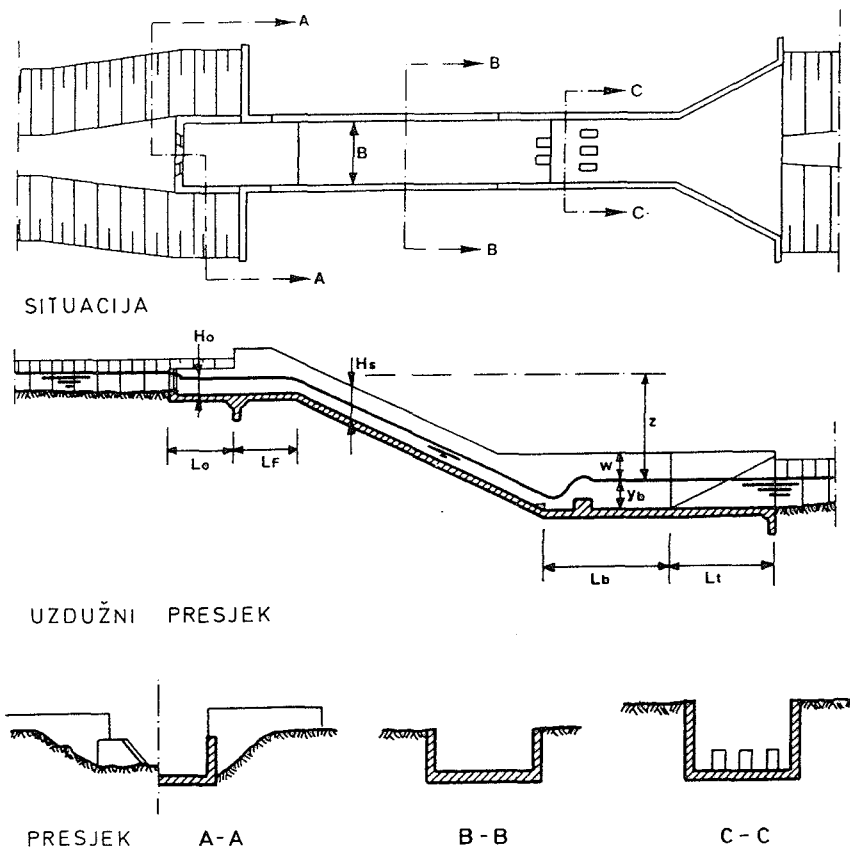 A
B
C
B
C
B
A
SITUACIJA
Ho
Hs
z
w
yb
Lo
LF
Lb
Lt
UZDUŽNI PRESJEK
PRESJEK A-A B-B C-C